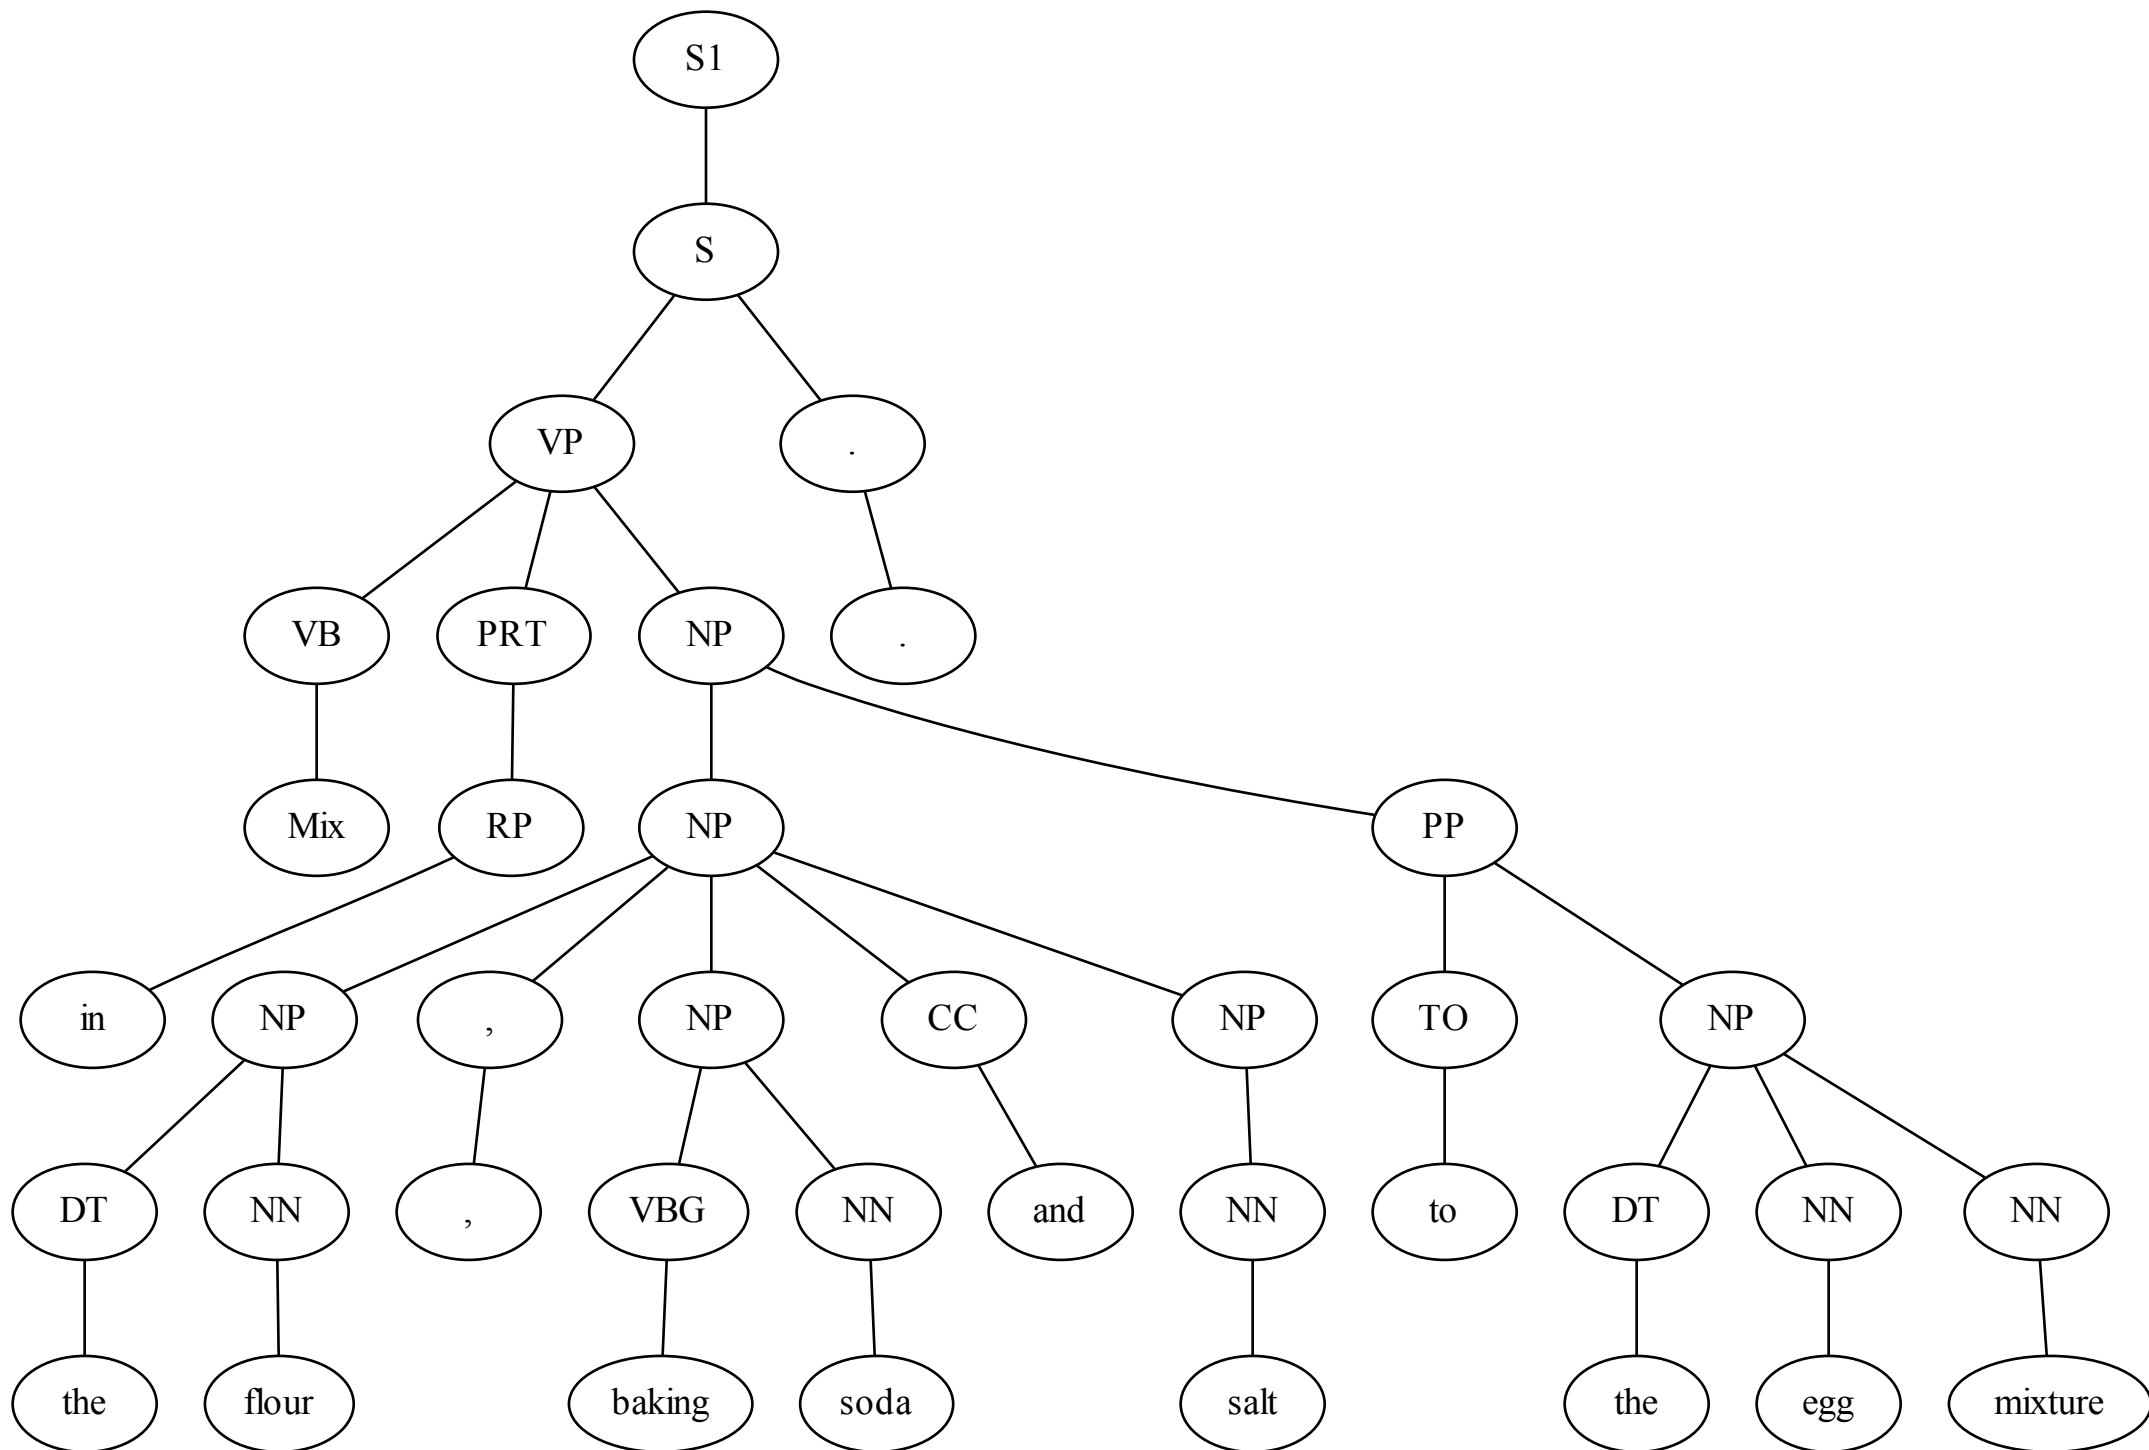 S1
S
VP .
VB PRT NP .
Mix RP NP PP
in NP , NP CC NP TO NP
DT NN , VBG NN and NN to DT NN NN
the flour baking soda salt the egg mixture